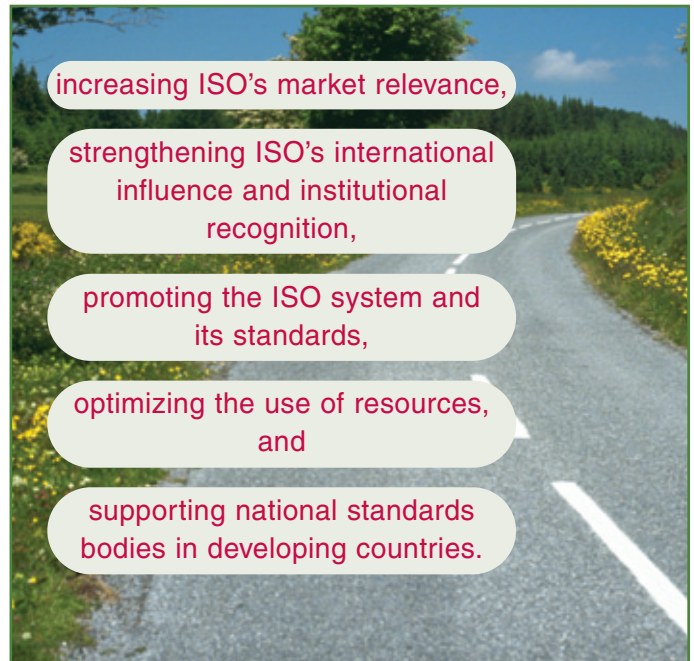 increasing ISO’s market relevance,
strengthening ISO’s international
influence and institutional
recognition,
promoting the ISO system and
its standards,
optimizing the use of resources,
and
supporting national standards
bodies in developing countries.